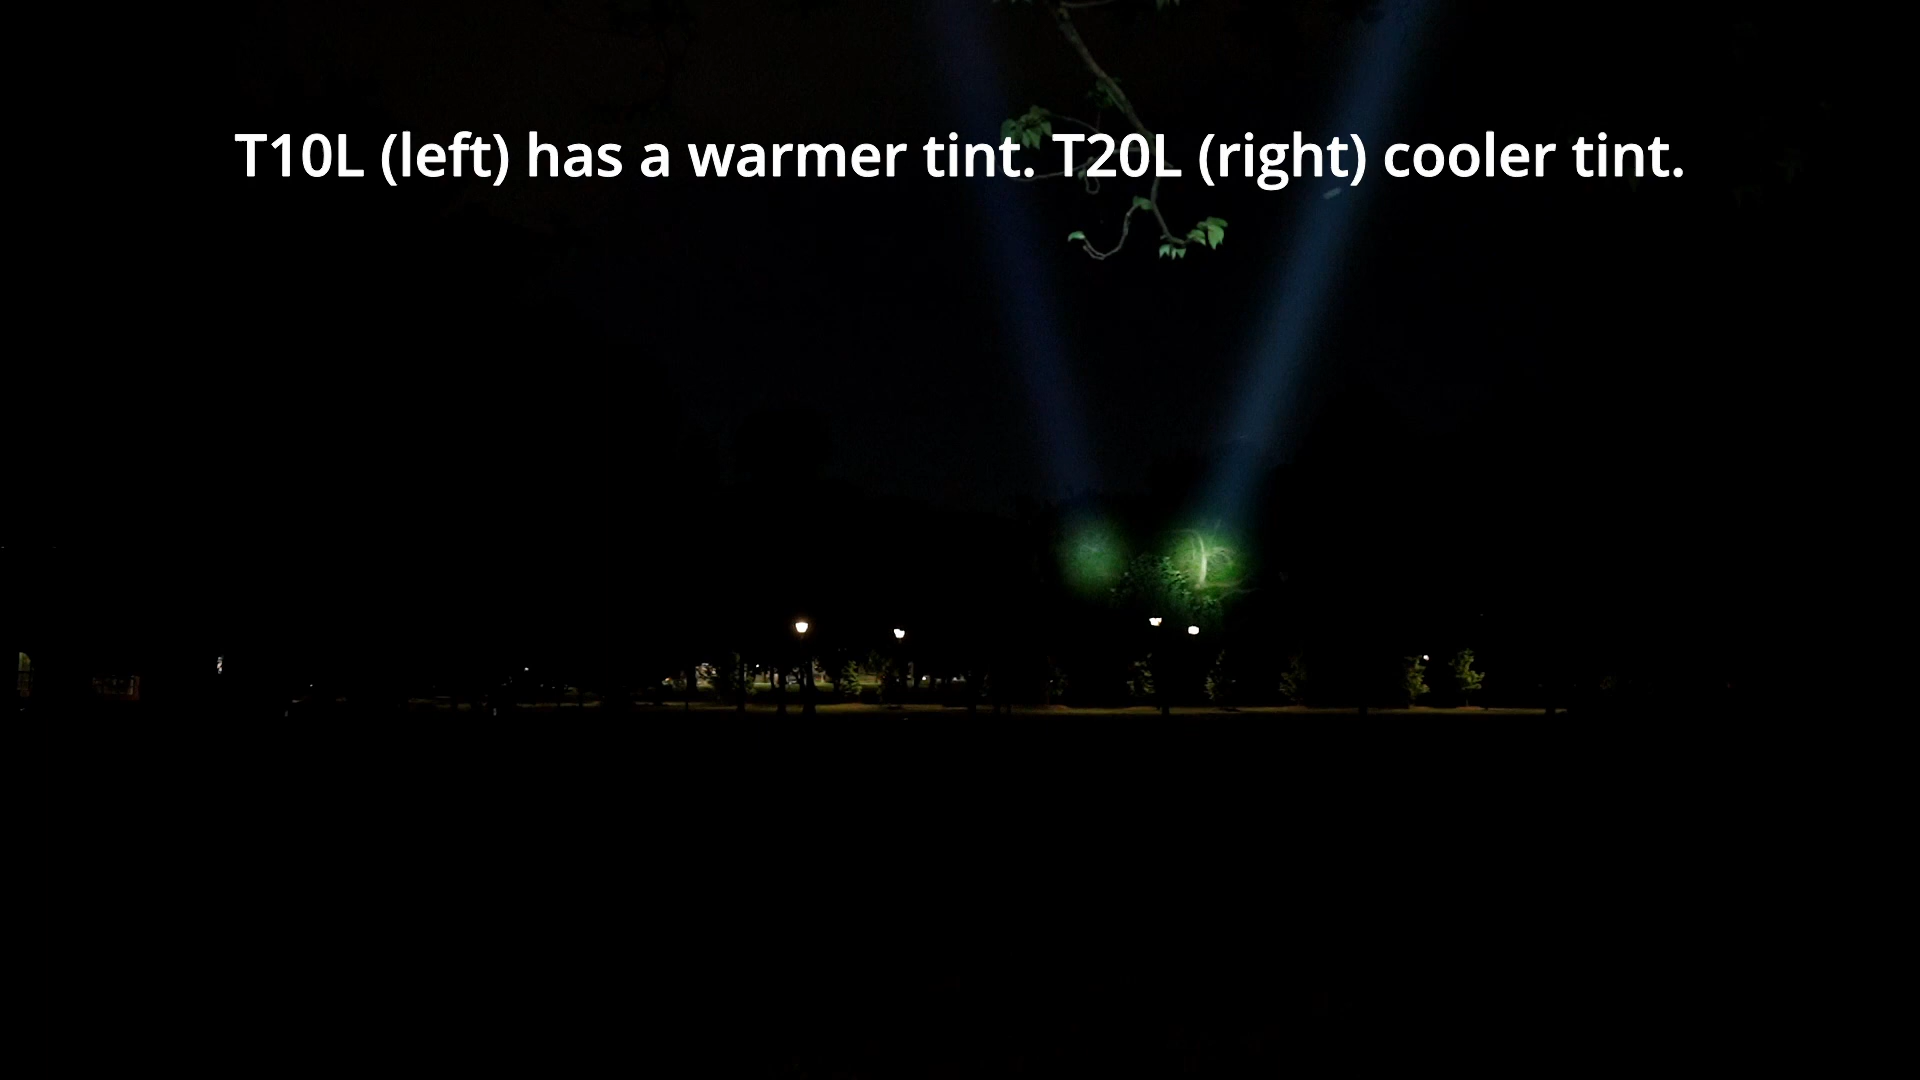 T10L (left) has a warmer tint. T20L (right) cooler tint.